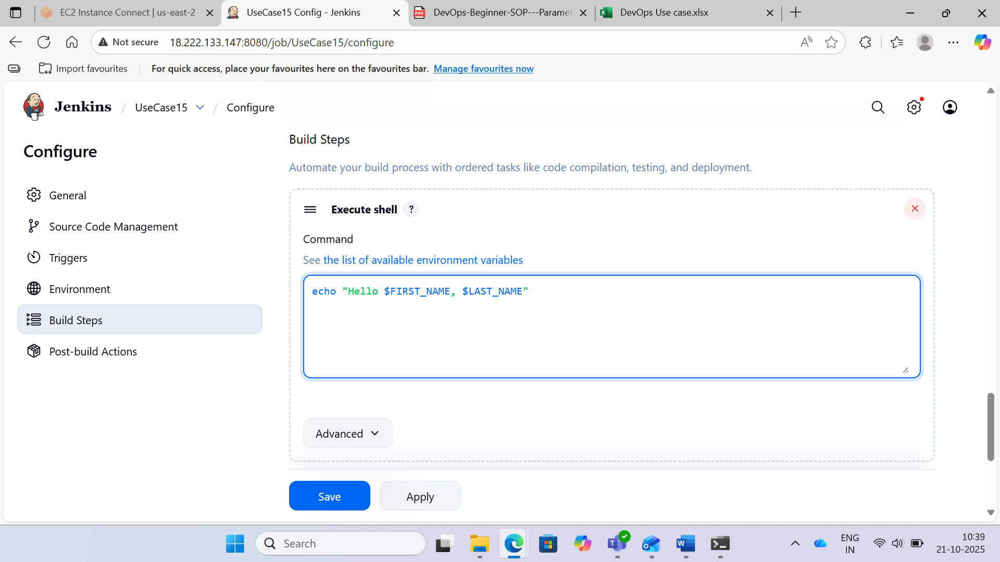 EC2 Instance Connect | us-east-2
UseCase15 Config - Jenkins
DevOps-Beginner-SOP---Paramet
DevOps Use case.xlsx
Not secure
18.222.133.147:8080/job/UseCase15/configure
Import favourites
For quick access, place your favourites here on the favourites bar. Manage favourites now
Jenkins / UseCase15 / Configure
Configure
General
Source Code Management
Triggers
Environment
Build Steps
Post-build Actions
Build Steps
Automate your build process with ordered tasks like code compilation, testing, and deployment.
Execute shell ?
Command
See the list of available environment variables
echo "Hello $FIRST_NAME, $LAST_NAME"
Advanced
Save
Apply
Search
ENG
IN
10:39
21-10-2025